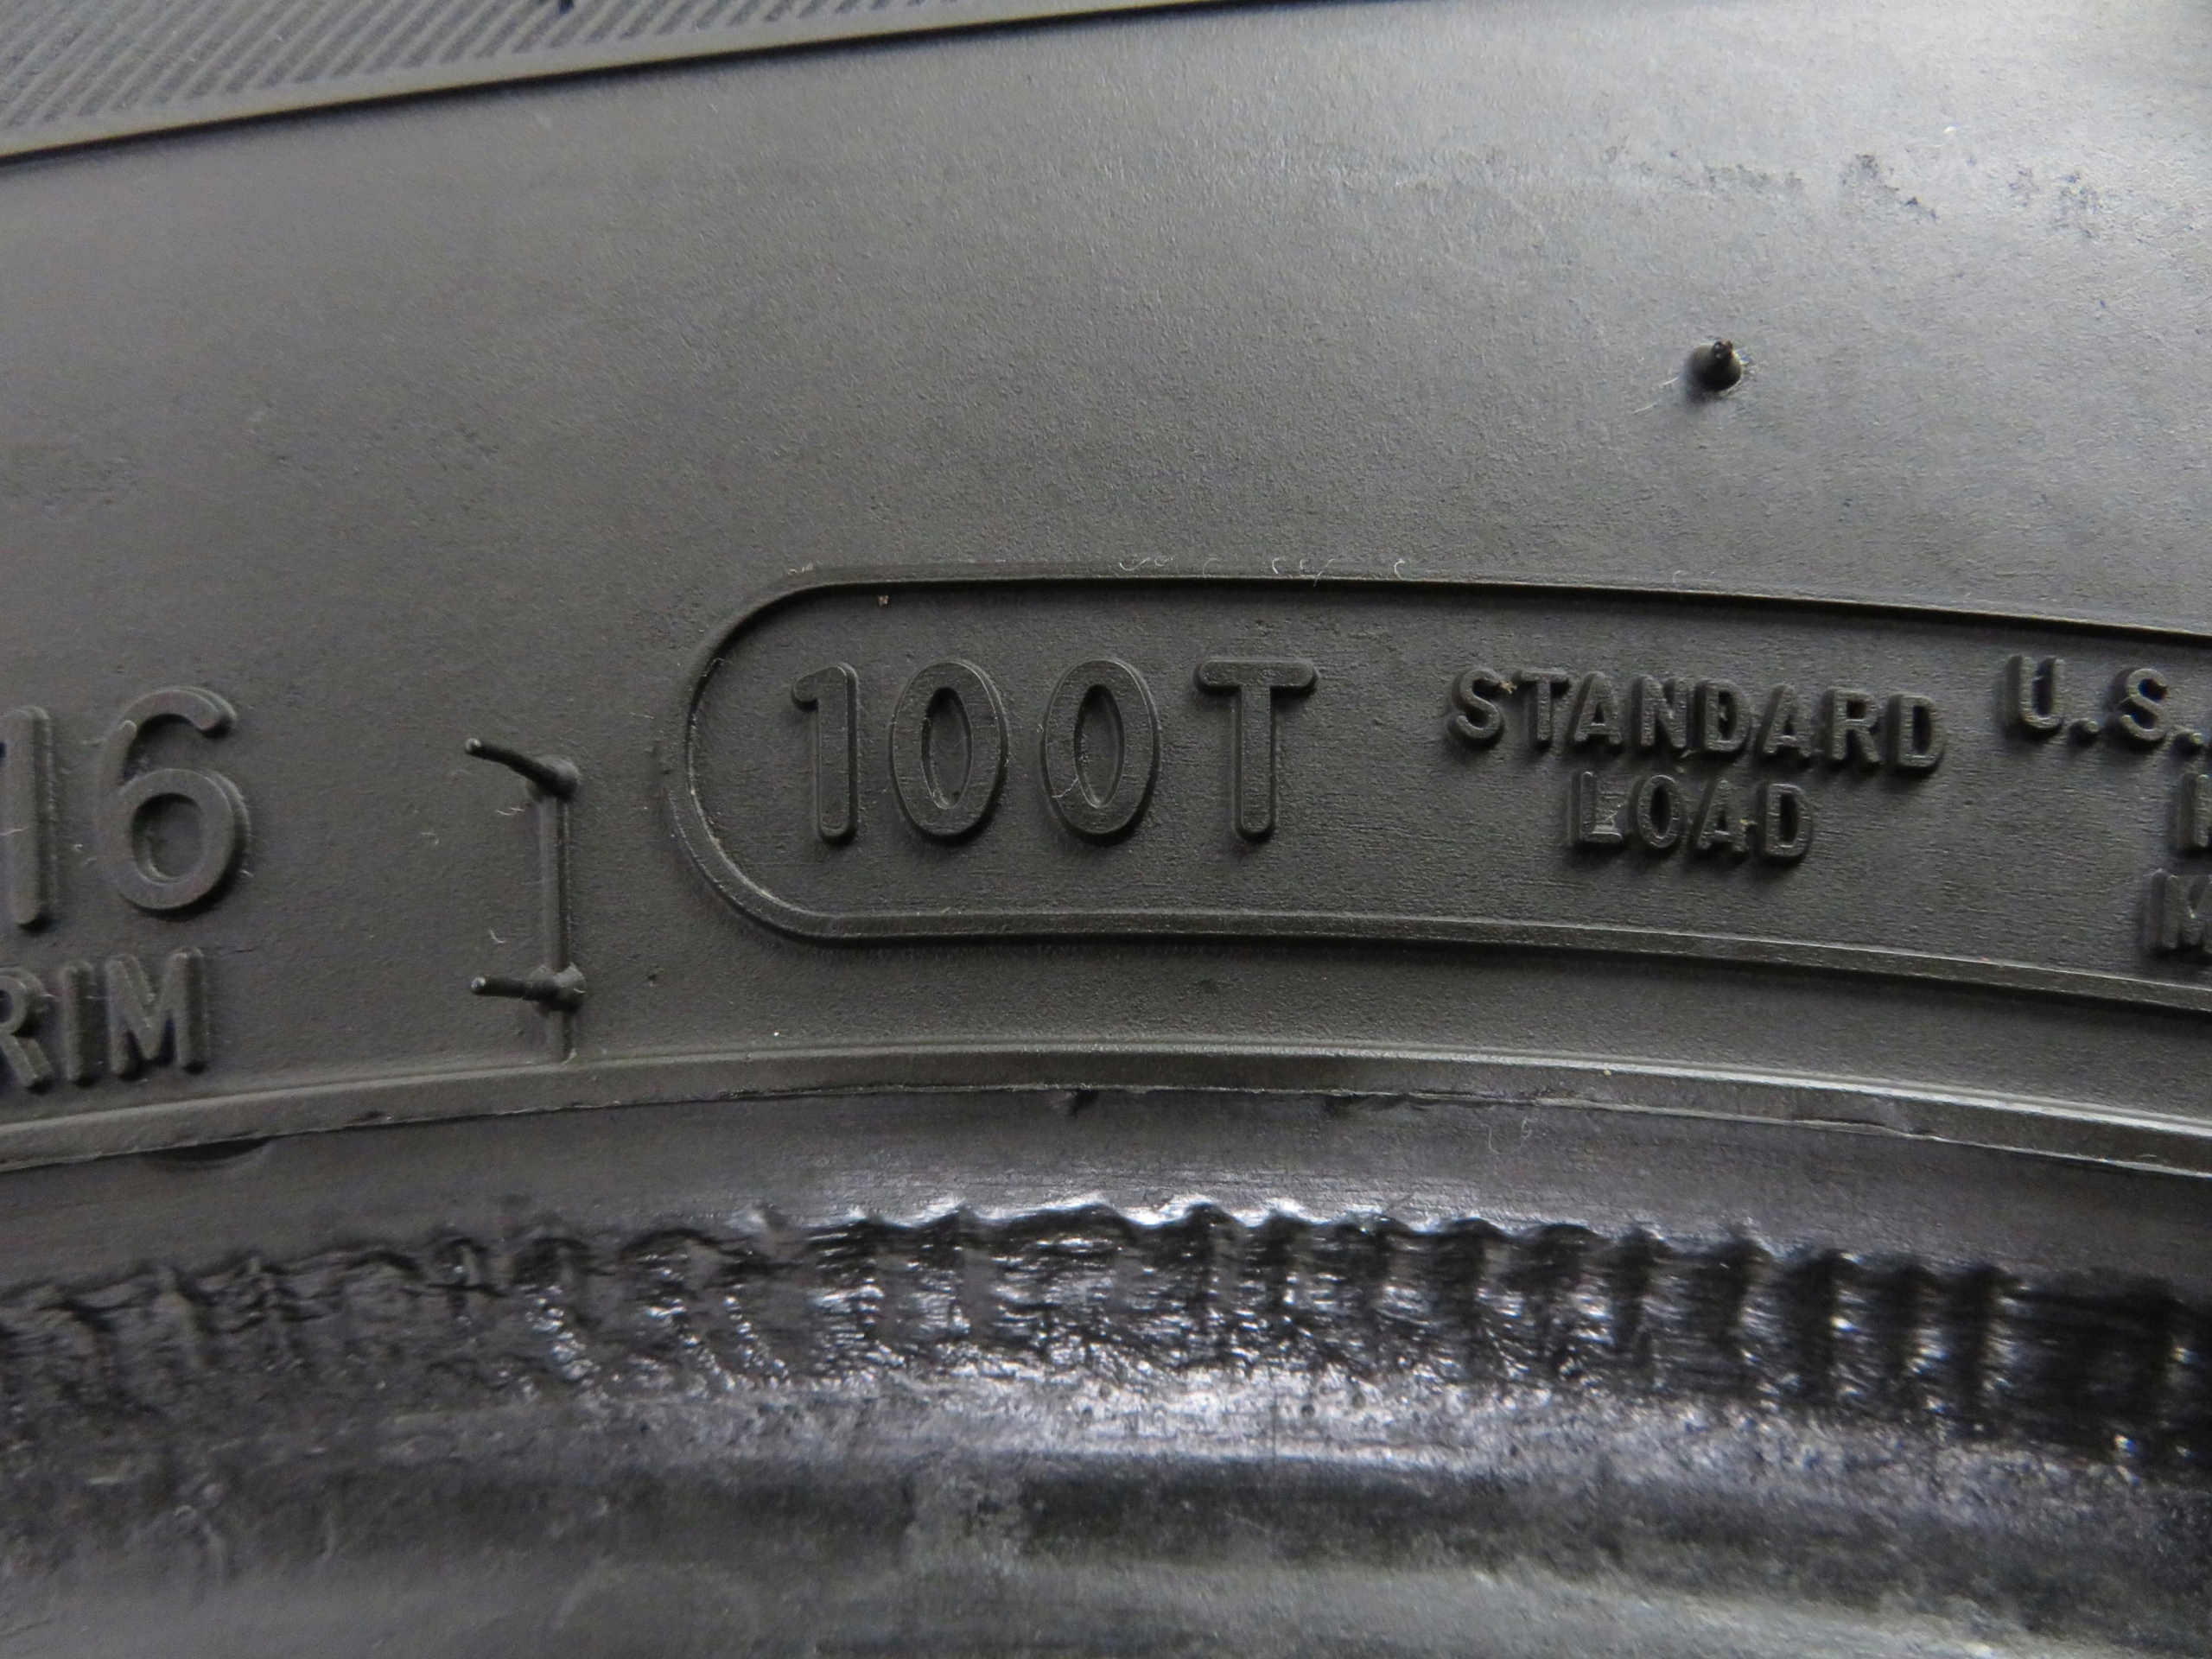 16
RIM
100T
STANDARD
LOAD
U.S.